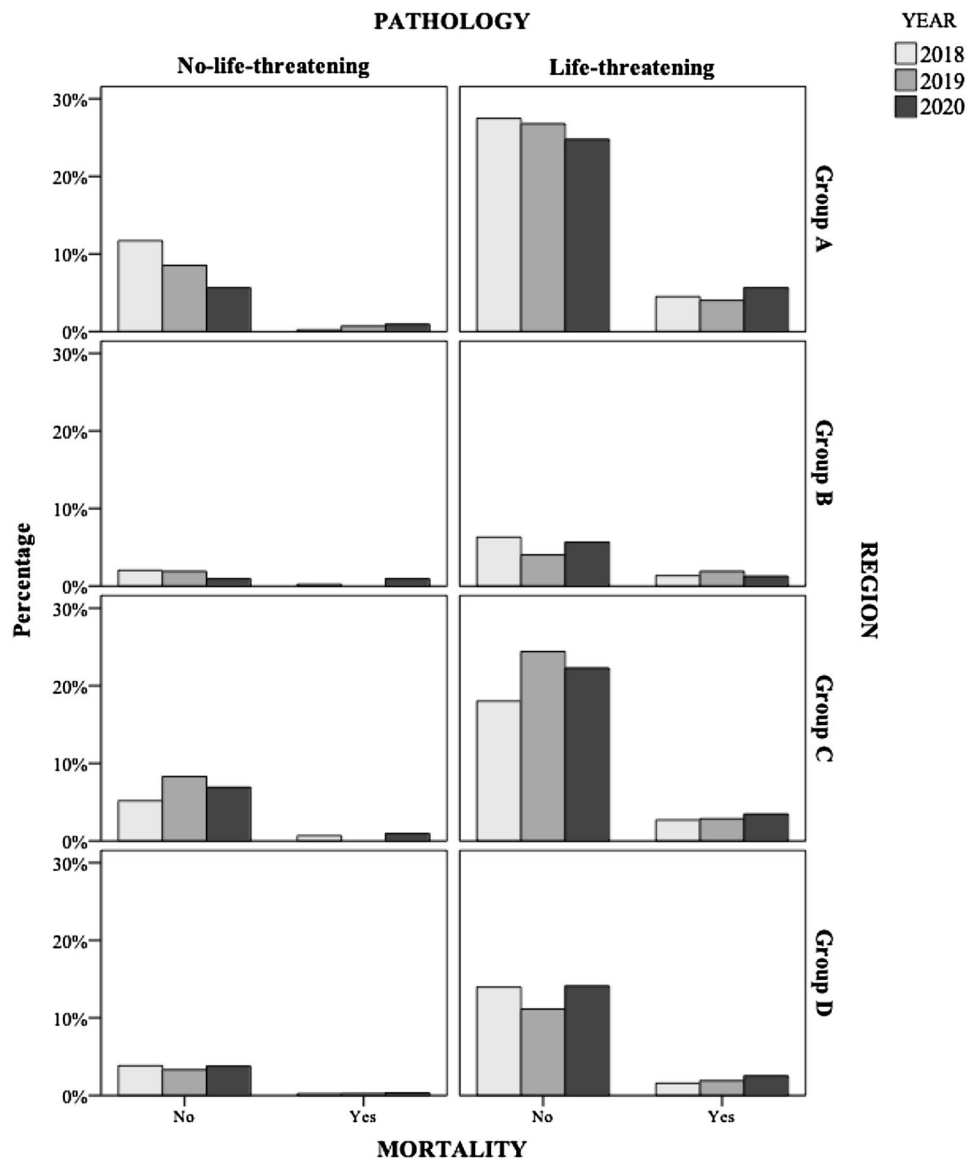 PATHOLOGY
YEAR
2018
2019
2020
No-life-threatening
Life-threatening
30%
20%
10%
0%
Group A
30%
20%
10%
0%
Group B
30%
20%
10%
0%
Group C
30%
20%
10%
0%
Group D
Percentage
REGION
No
Yes
No
Yes
MORTALITY